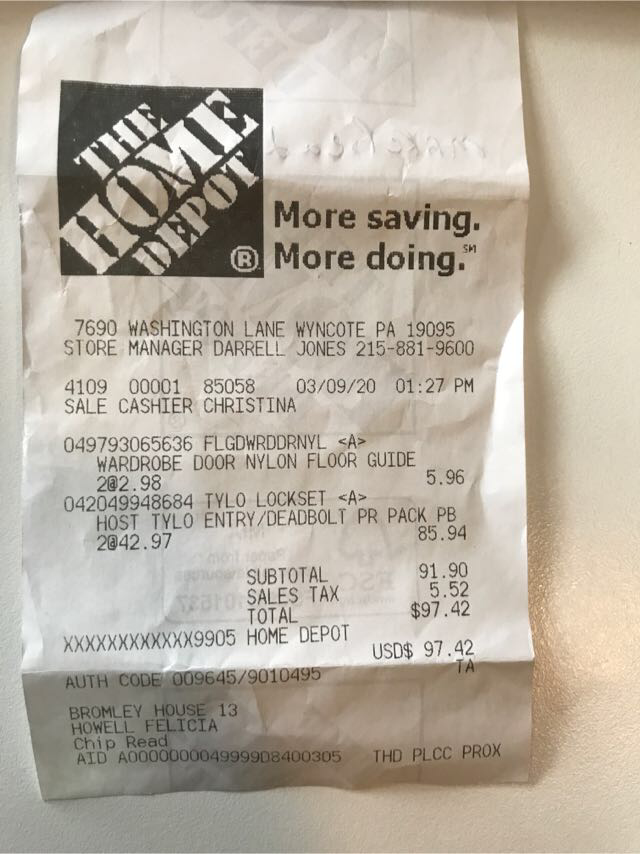 THE
HOME
DEPOT
®
More saving.
More doing.℠
7690 WASHINGTON LANE WYNCOTE PA 19095
STORE MANAGER DARRELL JONES 215-881-9600
4109 00001 85058 03/09/20 01:27 PM
SALE CASHIER CHRISTINA
049793065636 FLGDWRDDRNYL <A>
WARDROBE DOOR NYLON FLOOR GUIDE
2@2.98 5.96
042049948684 TYLO LOCKSET <A>
HOST TYLO ENTRY/DEADBOLT PR PACK PB
2@42.97 85.94
SUBTOTAL 91.90
SALES TAX 5.52
TOTAL $97.42
XXXXXXXXXXXX9905 HOME DEPOT
USD$ 97.42
AUTH CODE 009645/9010495 TA
BROMLEY HOUSE 13
HOWELL FELICIA
Chip Read
AID A0000000049999D8400305 THD PLCC PROX